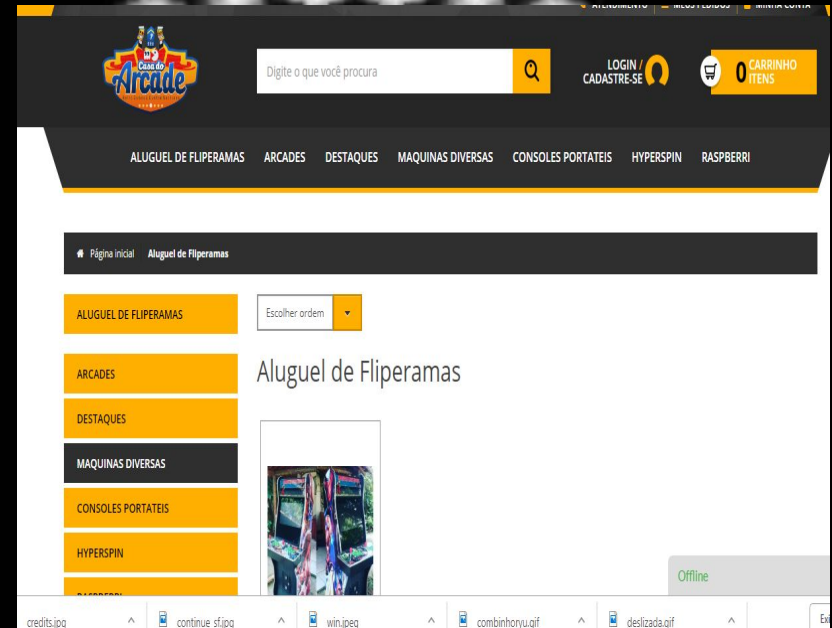 ATENDIMENTO MEUS PEDIDOS MINHA CONTA
Casa do
Arcade
Digite o que você procura
LOGIN /
CADASTRE-SE
0 CARRINHO
ITENS
ALUGUEL DE FLIPERAMAS ARCADES DESTAQUES MAQUINAS DIVERSAS CONSOLES PORTATEIS HYPERSPIN RASPBERRI
Página inicial Aluguel de Fliperamas
ALUGUEL DE FLIPERAMAS
Escolher ordem
ARCADES
Aluguel de Fliperamas
DESTAQUES
MAQUINAS DIVERSAS
CONSOLES PORTATEIS
HYPERSPIN
RASPBERRI
Offline
credits.jpg continue sf.jpg win.jpeg combinhoryu.gif deslizada.gif